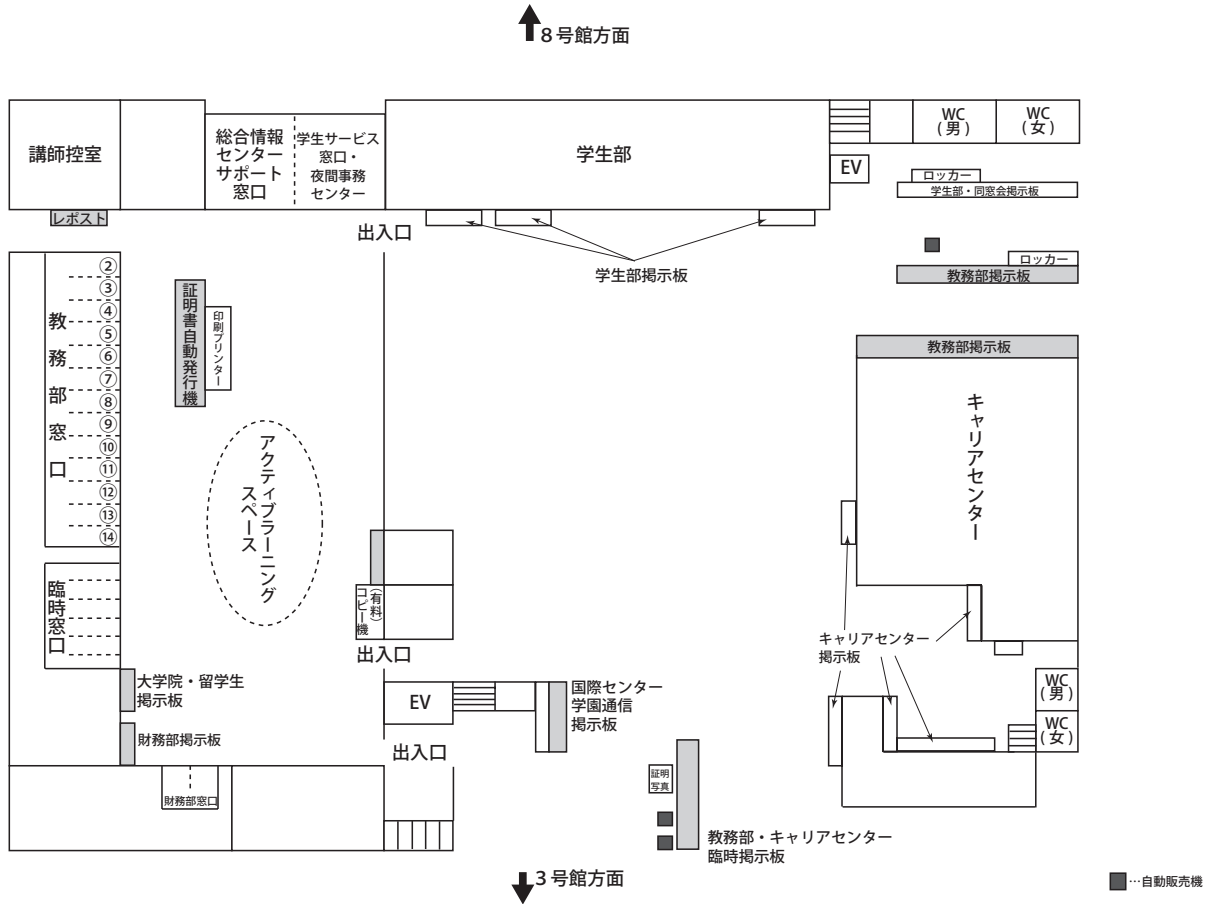 8号館方面
講師控室
総合情報
センター
サポート
窓口
学生サービス
窓口・
夜間事務
センター
学生部
WC
(男)
WC
(女)
EV
ロッカー
学生部・同窓会掲示板
レポスト
出入口
学生部掲示板
ロッカー
教務部掲示板
教務部窓口
②
③
④
⑤
⑥
⑦
⑧
⑨
⑩
⑪
⑫
⑬
⑭
証明書自動発行機
印刷プリンター
教務部掲示板
キャリアセンター
アクティブラーニング
スペース
臨時窓口
(有料)
コピー機
出入口
キャリアセンター
掲示板
大学院・留学生
掲示板
EV
国際センター
学園通信
掲示板
WC
(男)
WC
(女)
財務部掲示板
出入口
財務部窓口
証明
写真
教務部・キャリアセンター
臨時掲示板
3号館方面
…自動販売機